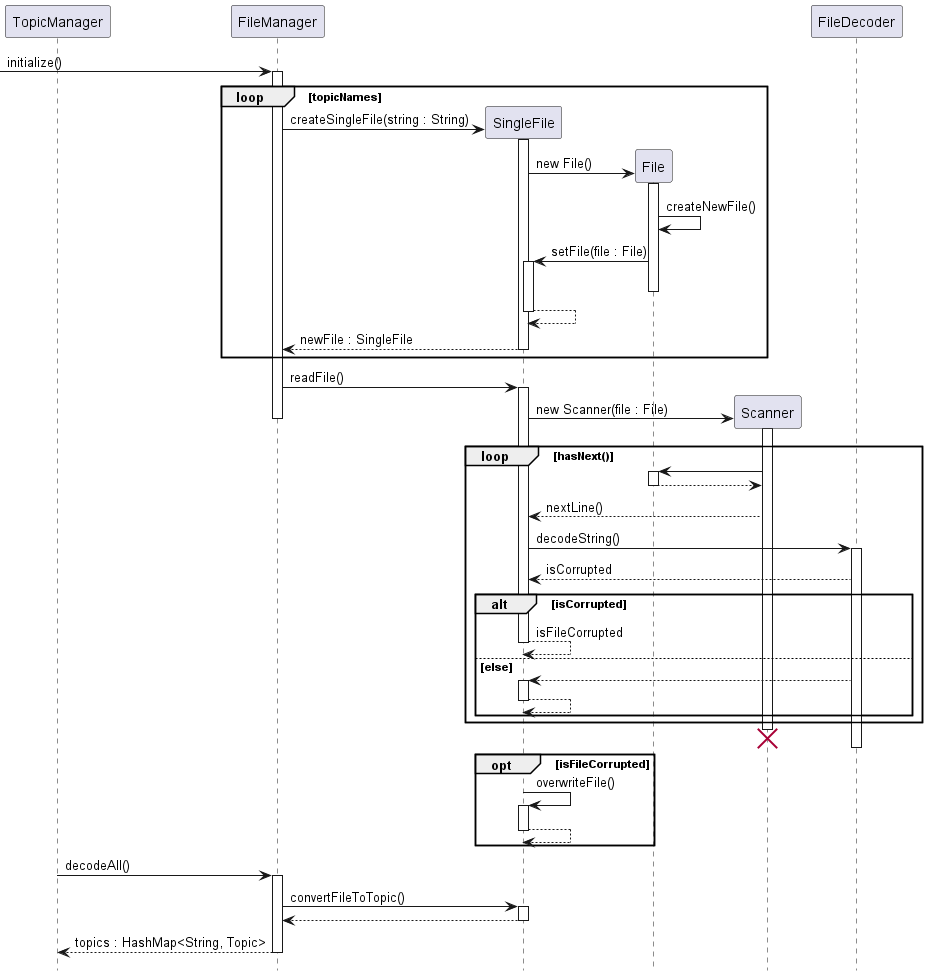 TopicManager
FileManager
FileDecoder
initialize()
loop
[topicNames]
createSingleFile(string : String)
SingleFile
new File()
File
createNewFile()
setFile(file : File)
newFile : SingleFile
readFile()
new Scanner(file : File)
Scanner
loop
[hasNext()]
nextLine()
decodeString()
isCorrupted
alt
[isCorrupted]
isFileCorrupted
[else]
opt
[isFileCorrupted]
overwriteFile()
decodeAll()
convertFileToTopic()
topics : HashMap<String, Topic>